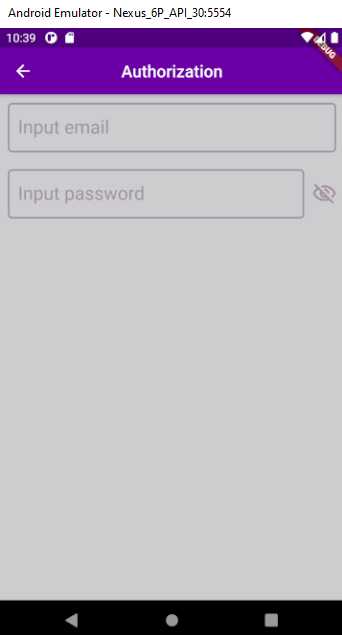 Android Emulator - Nexus_6P_API_30:5554
10:39
DEBUG
Authorization
Input email
Input password